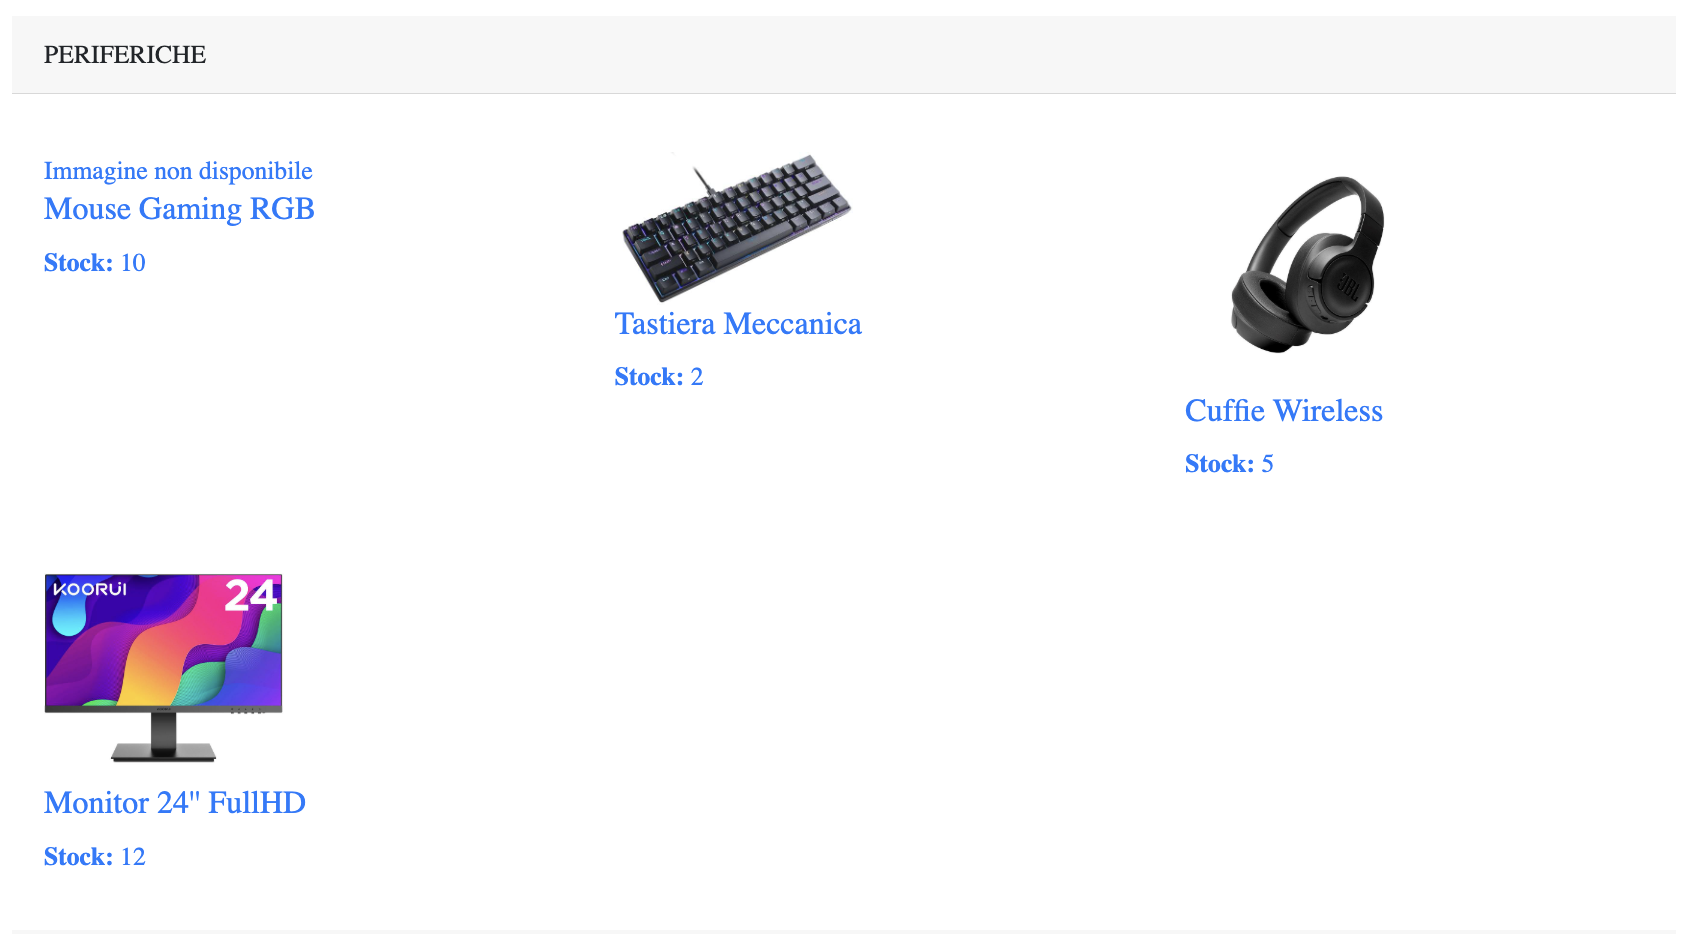 PERIFERICHE
Immagine non disponibile
Mouse Gaming RGB
Stock: 10
Tastiera Meccanica
Stock: 2
JBL
Cuffie Wireless
Stock: 5
KOORUI
24
Monitor 24" FullHD
Stock: 12